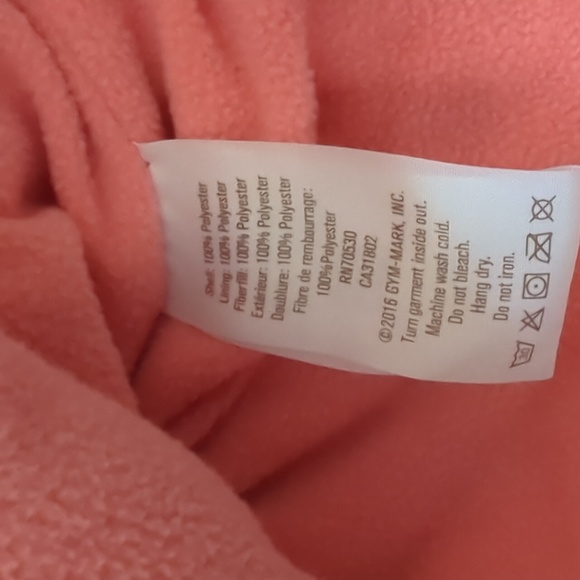 Shell: 100% Polyester
Lining: 100% Polyester
Fiberfill: 100% Polyester
Extérieur: 100% Polyester
Doublure: 100% Polyester
Fibre de rembourrage:
100%Polyester
RN70530
CA31802
©2016 GYM-MARK, INC.
Turn garment inside out.
Machine wash cold.
Do not bleach.
Hang dry.
Do not iron.